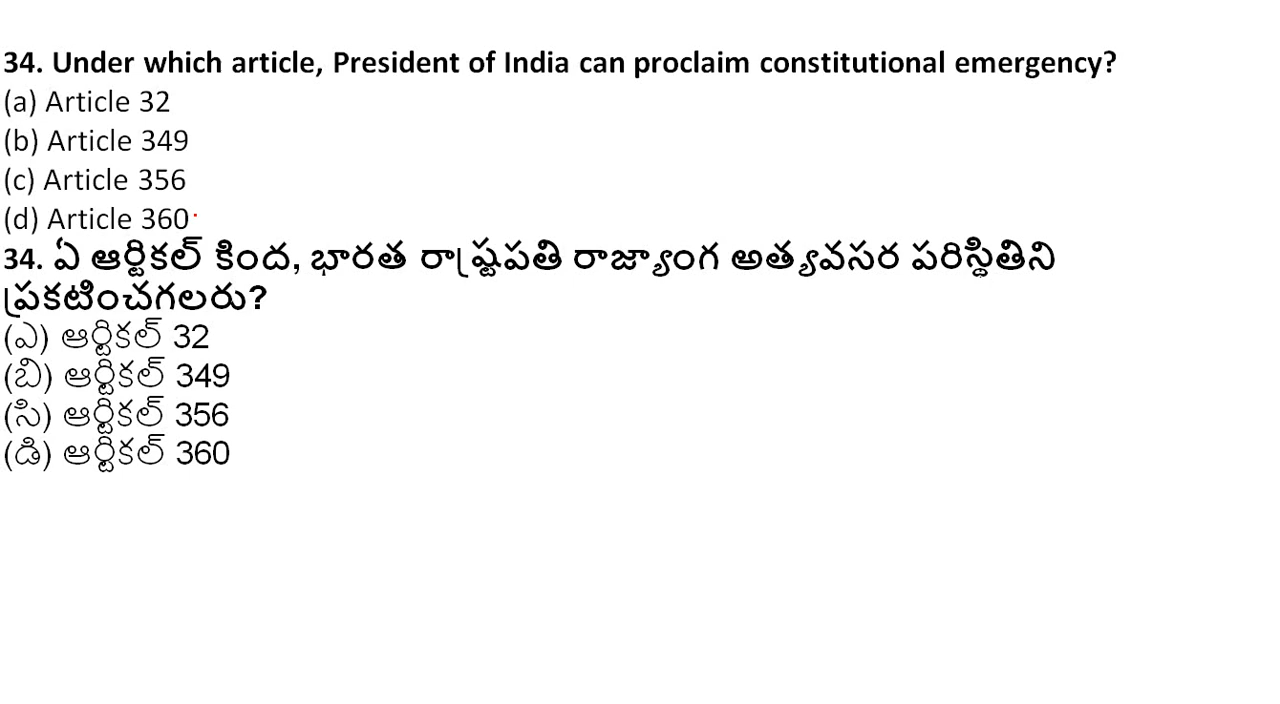 34. Under which article, President of India can proclaim constitutional emergency?
(a) Article 32
(b) Article 349
(c) Article 356
(d) Article 360
34. ఏ ఆర్టికల్ కింద, భారత రాష్ట్రపతి రాజ్యాంగ అత్యవసర పరిస్థితిని
ప్రకటించగలరు?
(ఎ) ఆర్టికల్ 32
(బి) ఆర్టికల్ 349
(సి) ఆర్టికల్ 356
(డి) ఆర్టికల్ 360